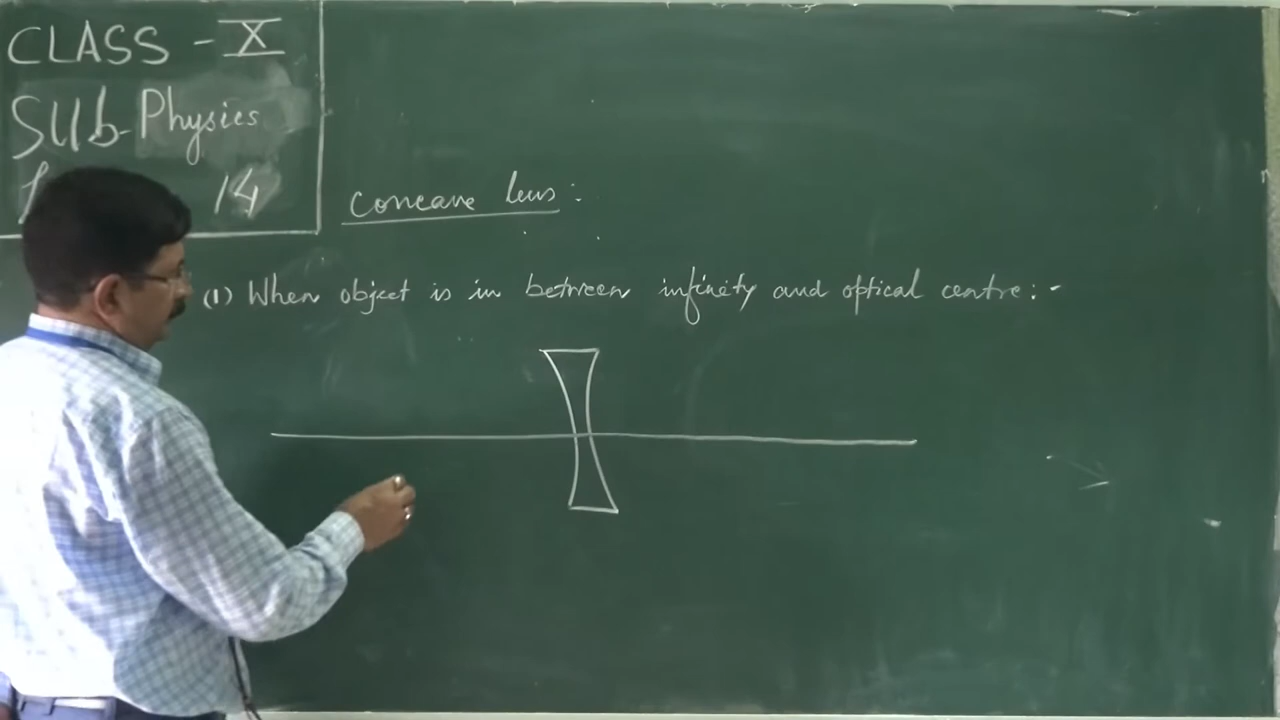 CLASS - X
SUb- Physics
14
Concave lens :
(1) When object is in between infinity and optical centre : -